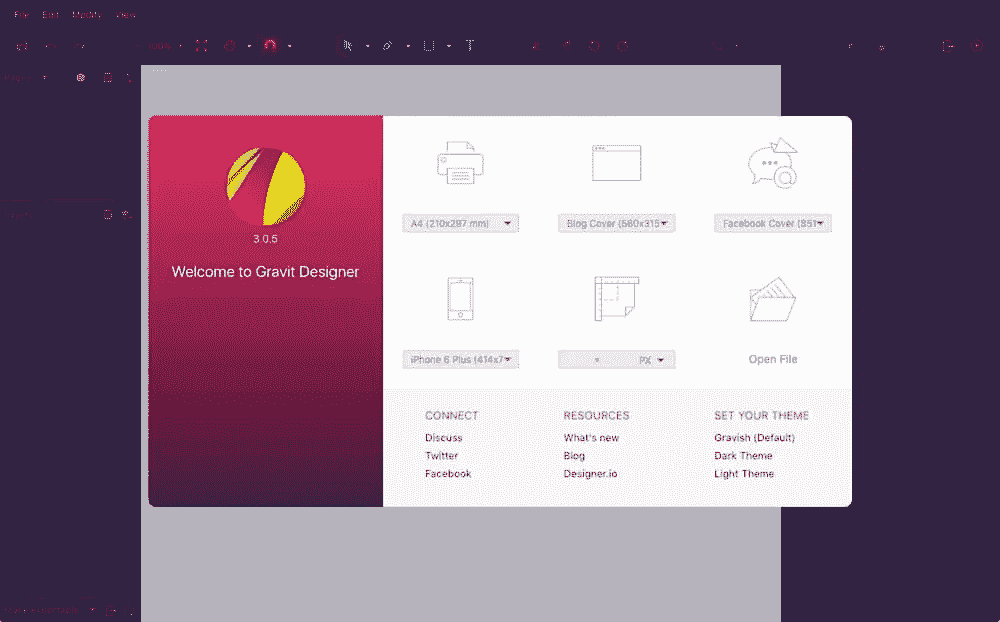 File Edit Modify View
3.0.5
Welcome to Gravit Designer
A4 (210x297 mm)
Blog Cover (560x315
Facebook Cover (851
iPhone 6 Plus (414x7
× PX
Open File
CONNECT
Discuss
Twitter
Facebook
RESOURCES
What's new
Blog
Designer.io
SET YOUR THEME
Gravish (Default)
Dark Theme
Light Theme